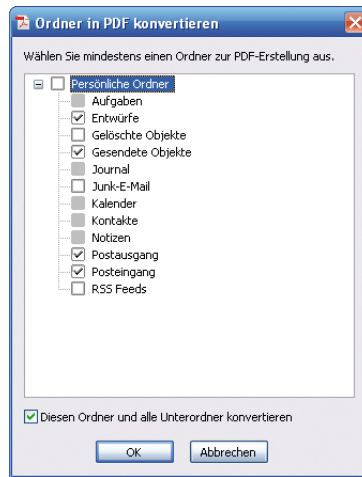 Ordner in PDF konvertieren
Wählen Sie mindestens einen Ordner zur PDF-Erstellung aus.
Persönliche Ordner
Aufgaben
Entwürfe
Gelöschte Objekte
Gesendete Objekte
Journal
Junk-E-Mail
Kalender
Kontakte
Notizen
Postausgang
Posteingang
RSS Feeds
Diesen Ordner und alle Unterordner konvertieren
OK Abbrechen